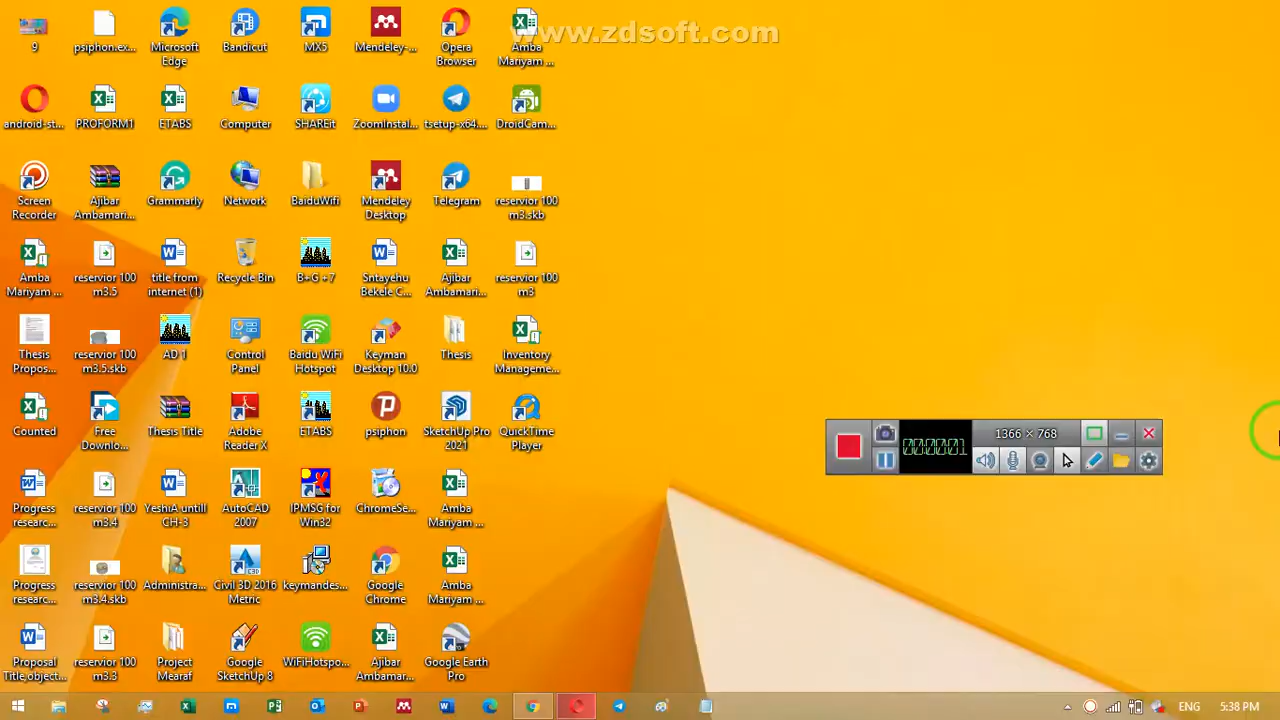 www.zdsoft.com
9
psiphon.ex...
Microsoft
Edge
Bandicut
MX5
Mendeley-...
Opera
Browser
Amba
Mariyam ...
android-st...
PROFORM1
ETABS
Computer
SHAREit
ZoomInstal...
tsetup-x64....
DroidCam...
Screen
Recorder
Ajibar
Ambamari...
Grammarly
Network
BaiduWifi
Mendeley
Desktop
Telegram
reservior 100
m3.skb
Amba
Mariyam ...
reservior 100
m3.5
title from
internet (1)
Recycle Bin
B+G +7
Sntayehu
Bekele C...
Ajibar
Ambamari...
reservior 100
m3
Thesis
Propos...
reservior 100
m3.5.skb
AD 1
Control
Panel
Baidu WiFi
Hotspot
Keyman
Desktop 10.0
Thesis
Inventory
Manageme...
Counted
Free
Downlo...
Thesis Title
Adobe
Reader X
ETABS
psiphon
SketchUp Pro
2021
QuickTime
Player
00:00:01
1366 × 768
Progress
researc...
reservior 100
m3.4
YeshiA untill
CH-3
AutoCAD
2007
IPMSG for
Win32
ChromeSe...
Amba
Mariyam ...
Progress
researc...
reservior 100
m3.4.skb
Administra...
Civil 3D 2016
Metric
keymandes...
Google
Chrome
Amba
Mariyam ...
Proposal
Title,object...
reservior 100
m3.3
Project
Mearaf
Google
SketchUp 8
WiFiHotspo...
Ajibar
Ambamar...
Google Earth
Pro
ENG
5:38 PM